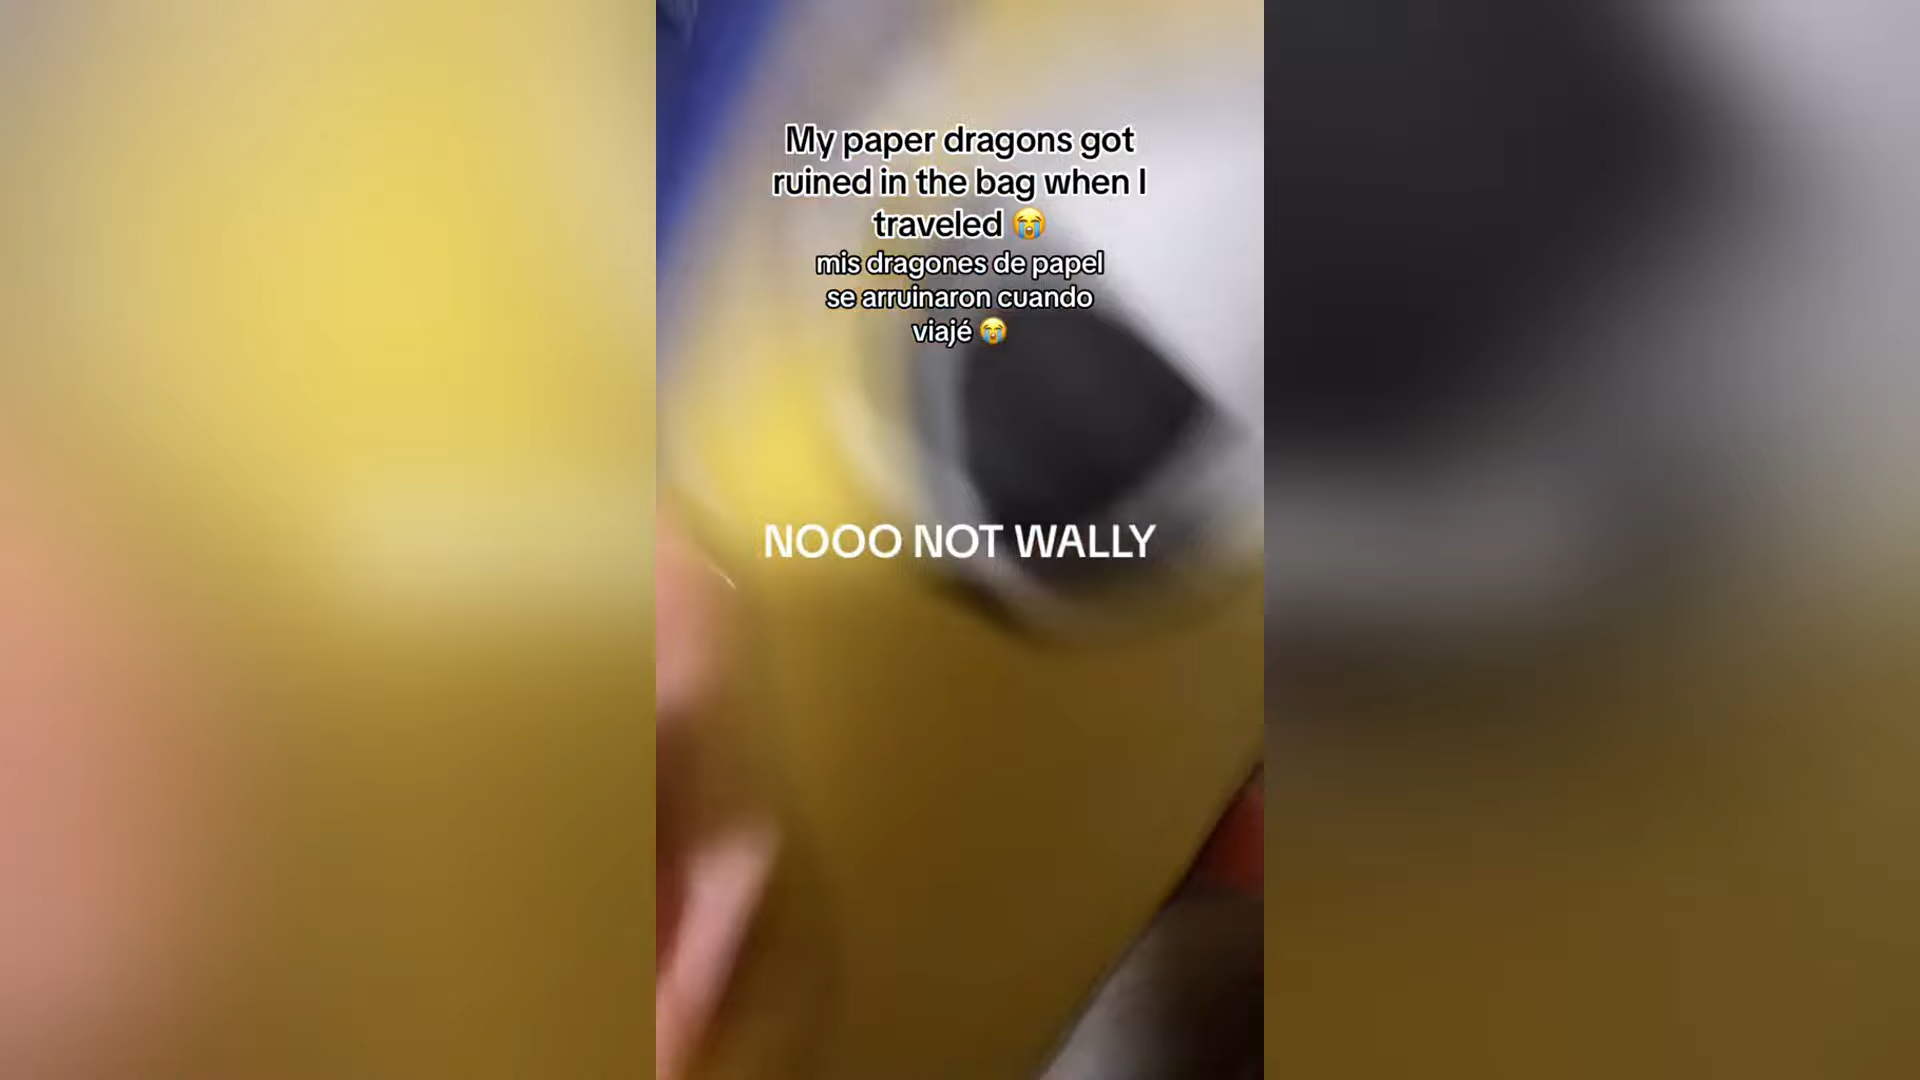 My paper dragons got
ruined in the bag when I
traveled 😭
mis dragones de papel
se arruinaron cuando
viajé 😭
NOOO NOT WALLY